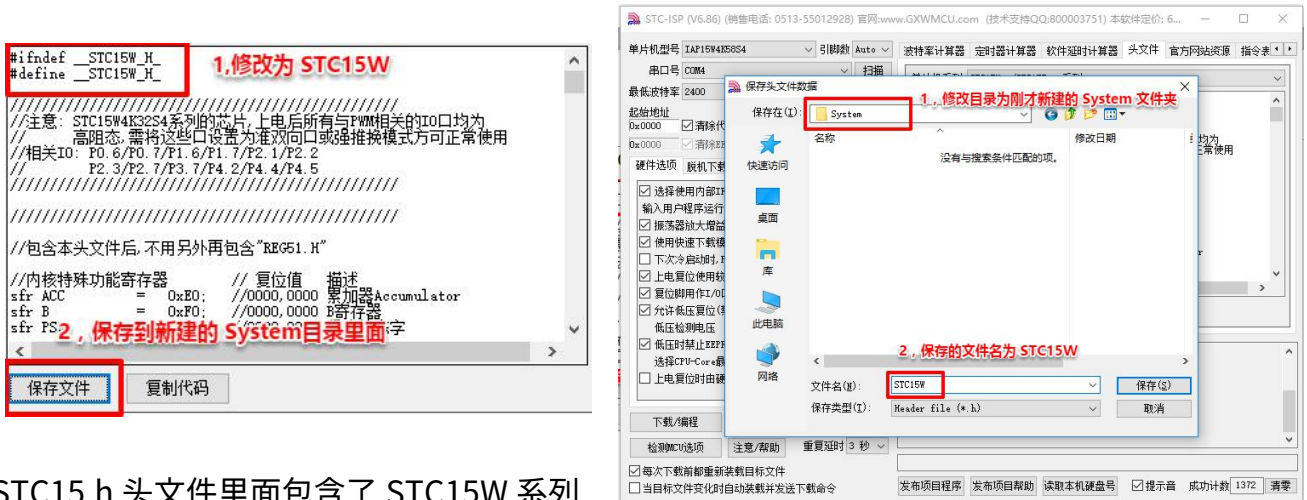 #ifndef __STC15W_H_
#define __STC15W_H_
1,修改为 STC15W
/////////////////////////////////////////////////
//注意: STC15W4K32S4系列的芯片,上电后所有与PWM相关的IO口均为
// 高阻态,需将这些口设置为准双向口或强推挽模式方可正常使用
//相关IO: P0.6/P0.7/P1.6/P1.7/P2.1/P2.2
// P2.3/P2.7/P3.7/P4.2/P4.4/P4.5
/////////////////////////////////////////////////
/////////////////////////////////////////////////
//包含本头文件后,不用另外再包含"REG51.H"
//内核特殊功能寄存器 // 复位值 描述
sfr ACC = 0xE0; //0000,0000 累加器Accumulator
sfr B = 0xF0; //0000,0000 B寄存器
sfr PS
2，保存到新建的 System目录里面
保存文件 复制代码
STC15.h 头文件里面包含了 STC15W 系列
STC-ISP (V6.86) (销售电话: 0513-55012928) 官网:www.GXWMCU.com (技术支持QQ:800003751) 本软件定价: 6...
单片机型号 IAP15W4K58S4 引脚数 Auto
波特率计算器 定时器计算器 软件延时计算器 头文件 官方网站资源 指令表
串口号 COM4 扫描
最低波特率 2400
起始地址
0x0000 清除代
0x0000 清除EE
硬件选项 脱机下载
选择使用内部IR
输入用户程序运行
振荡器放大增益
使用快速下载模
下次冷启动时,P
上电复位使用较
复位脚用作I/O口
允许低压复位(禁
低压检测电压
低压时禁止EEPR
选择CPU-Core最
上电复位时由硬
保存头文件数据
1，修改目录为刚才新建的 System 文件夹
保存在(I): System
名称 修改日期
没有与搜索条件匹配的项。
快速访问
桌面
库
此电脑
网络
2，保存的文件名为 STC15W
文件名(N): STC15W 保存(S)
保存类型(T): Header file (*.h) 取消
均为
正常使用
下载/编程
检测MCU选项 注意/帮助 重复延时 3 秒
每次下载前都重新装载目标文件
当目标文件变化时自动装载并发送下载命令
发布项目程序 发布项目帮助 读取本机硬盘号 提示音 成功计数 1372 清零